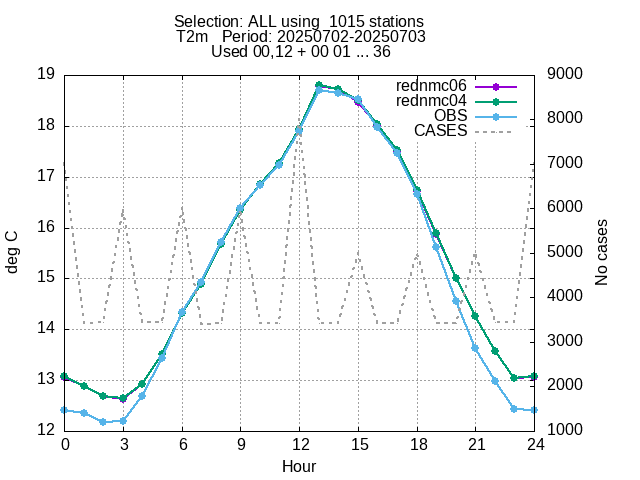 Selection: ALL using  1015 stations
T2m   Period: 20250702-20250703
Used 00,12 + 00 01 ... 36
19
18
17
16
15
14
13
12
9000
8000
7000
6000
5000
4000
3000
2000
1000
rednmc06
rednmc04
OBS
CASES
deg C
No cases
0
3
6
9
12
15
18
21
24
Hour